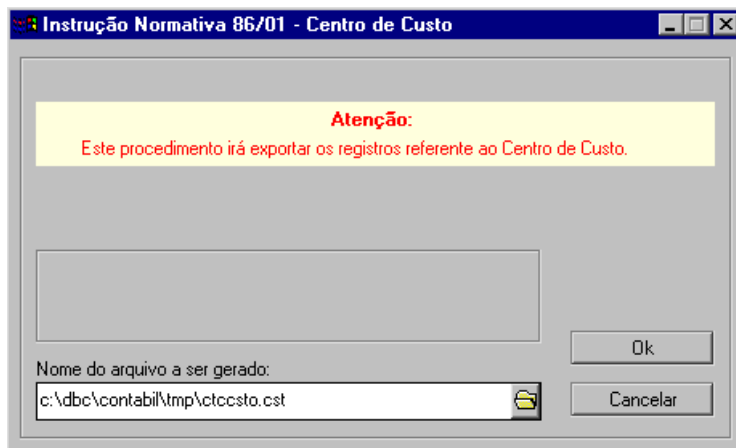 Instrução Normativa 86/01 - Centro de Custo
Atenção:
Este procedimento irá exportar os registros referente ao Centro de Custo.
Ok
Nome do arquivo a ser gerado:
c:\dbc\contabil\tmp\ctccsto.cst
Cancelar